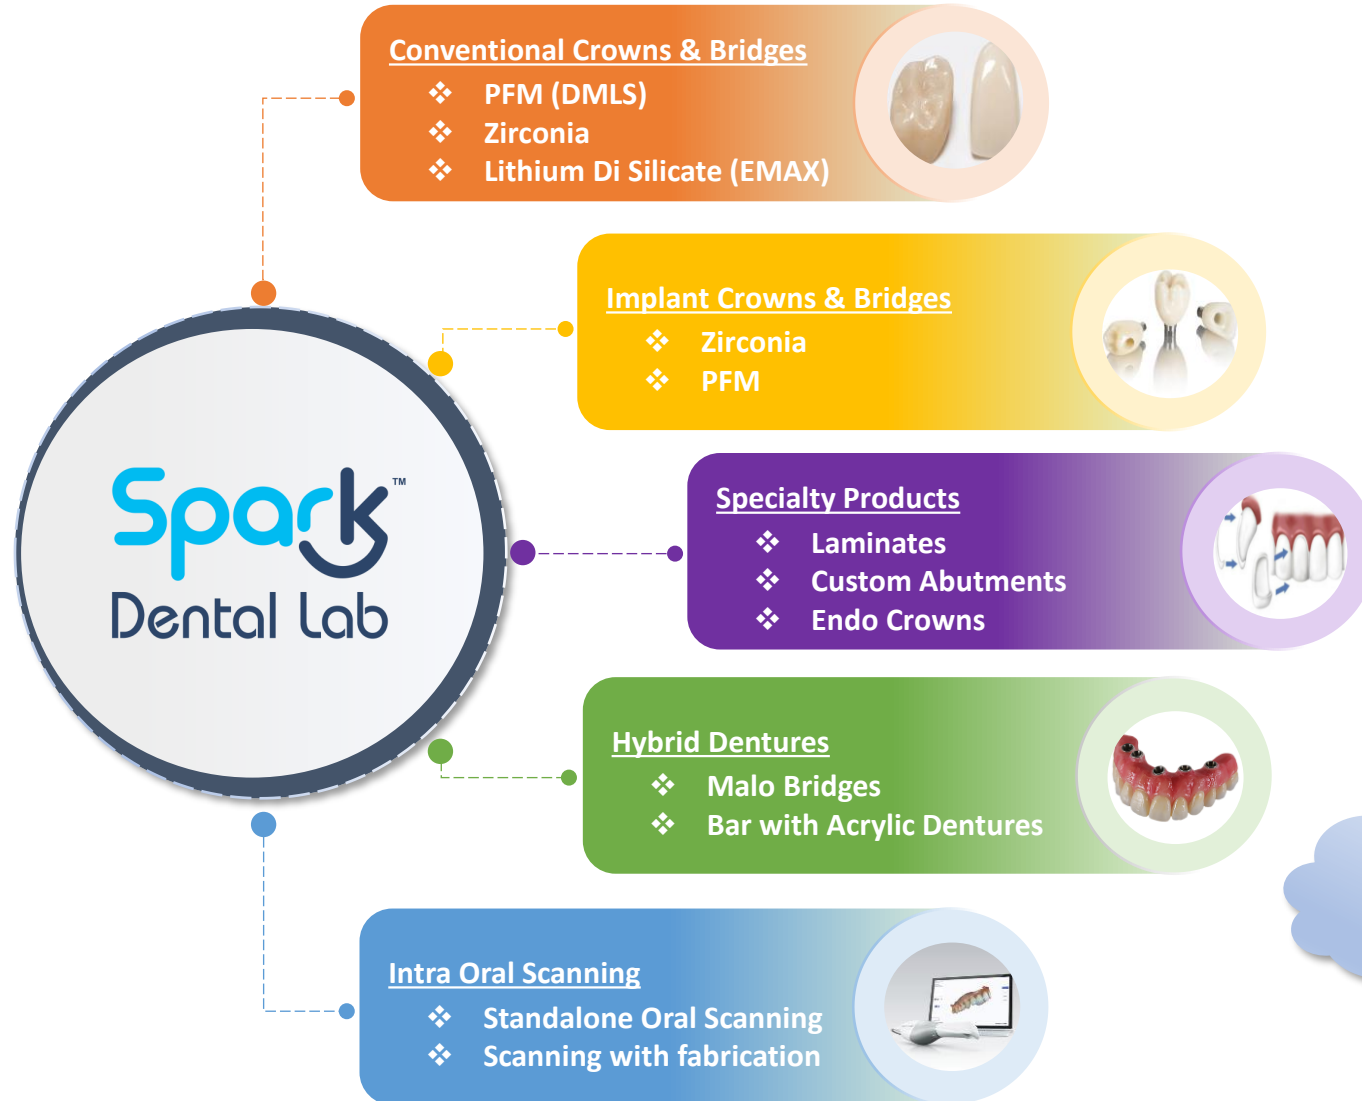 Conventional Crowns & Bridges
❖ PFM (DMLS)
❖ Zirconia
❖ Lithium Di Silicate (EMAX)
Implant Crowns & Bridges
❖ Zirconia
❖ PFM
Spark™
Dental Lab
Specialty Products
❖ Laminates
❖ Custom Abutments
❖ Endo Crowns
Hybrid Dentures
❖ Malo Bridges
❖ Bar with Acrylic Dentures
Intra Oral Scanning
❖ Standalone Oral Scanning
❖ Scanning with fabrication